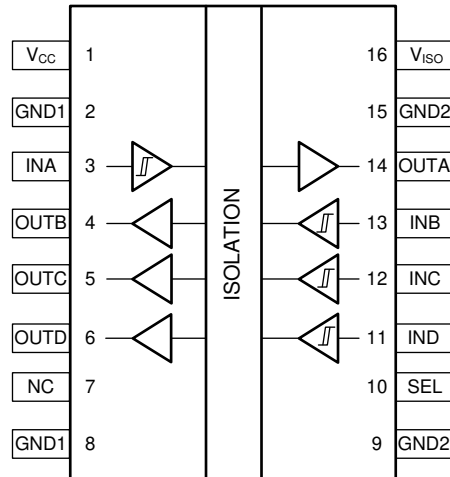 VCC 1 16 VISO
GND1 2 15 GND2
INA 3 14 OUTA
OUTB 4 13 INB
OUTC 5 12 INC
OUTD 6 11 IND
NC 7 10 SEL
GND1 8 9 GND2
ISOLATION